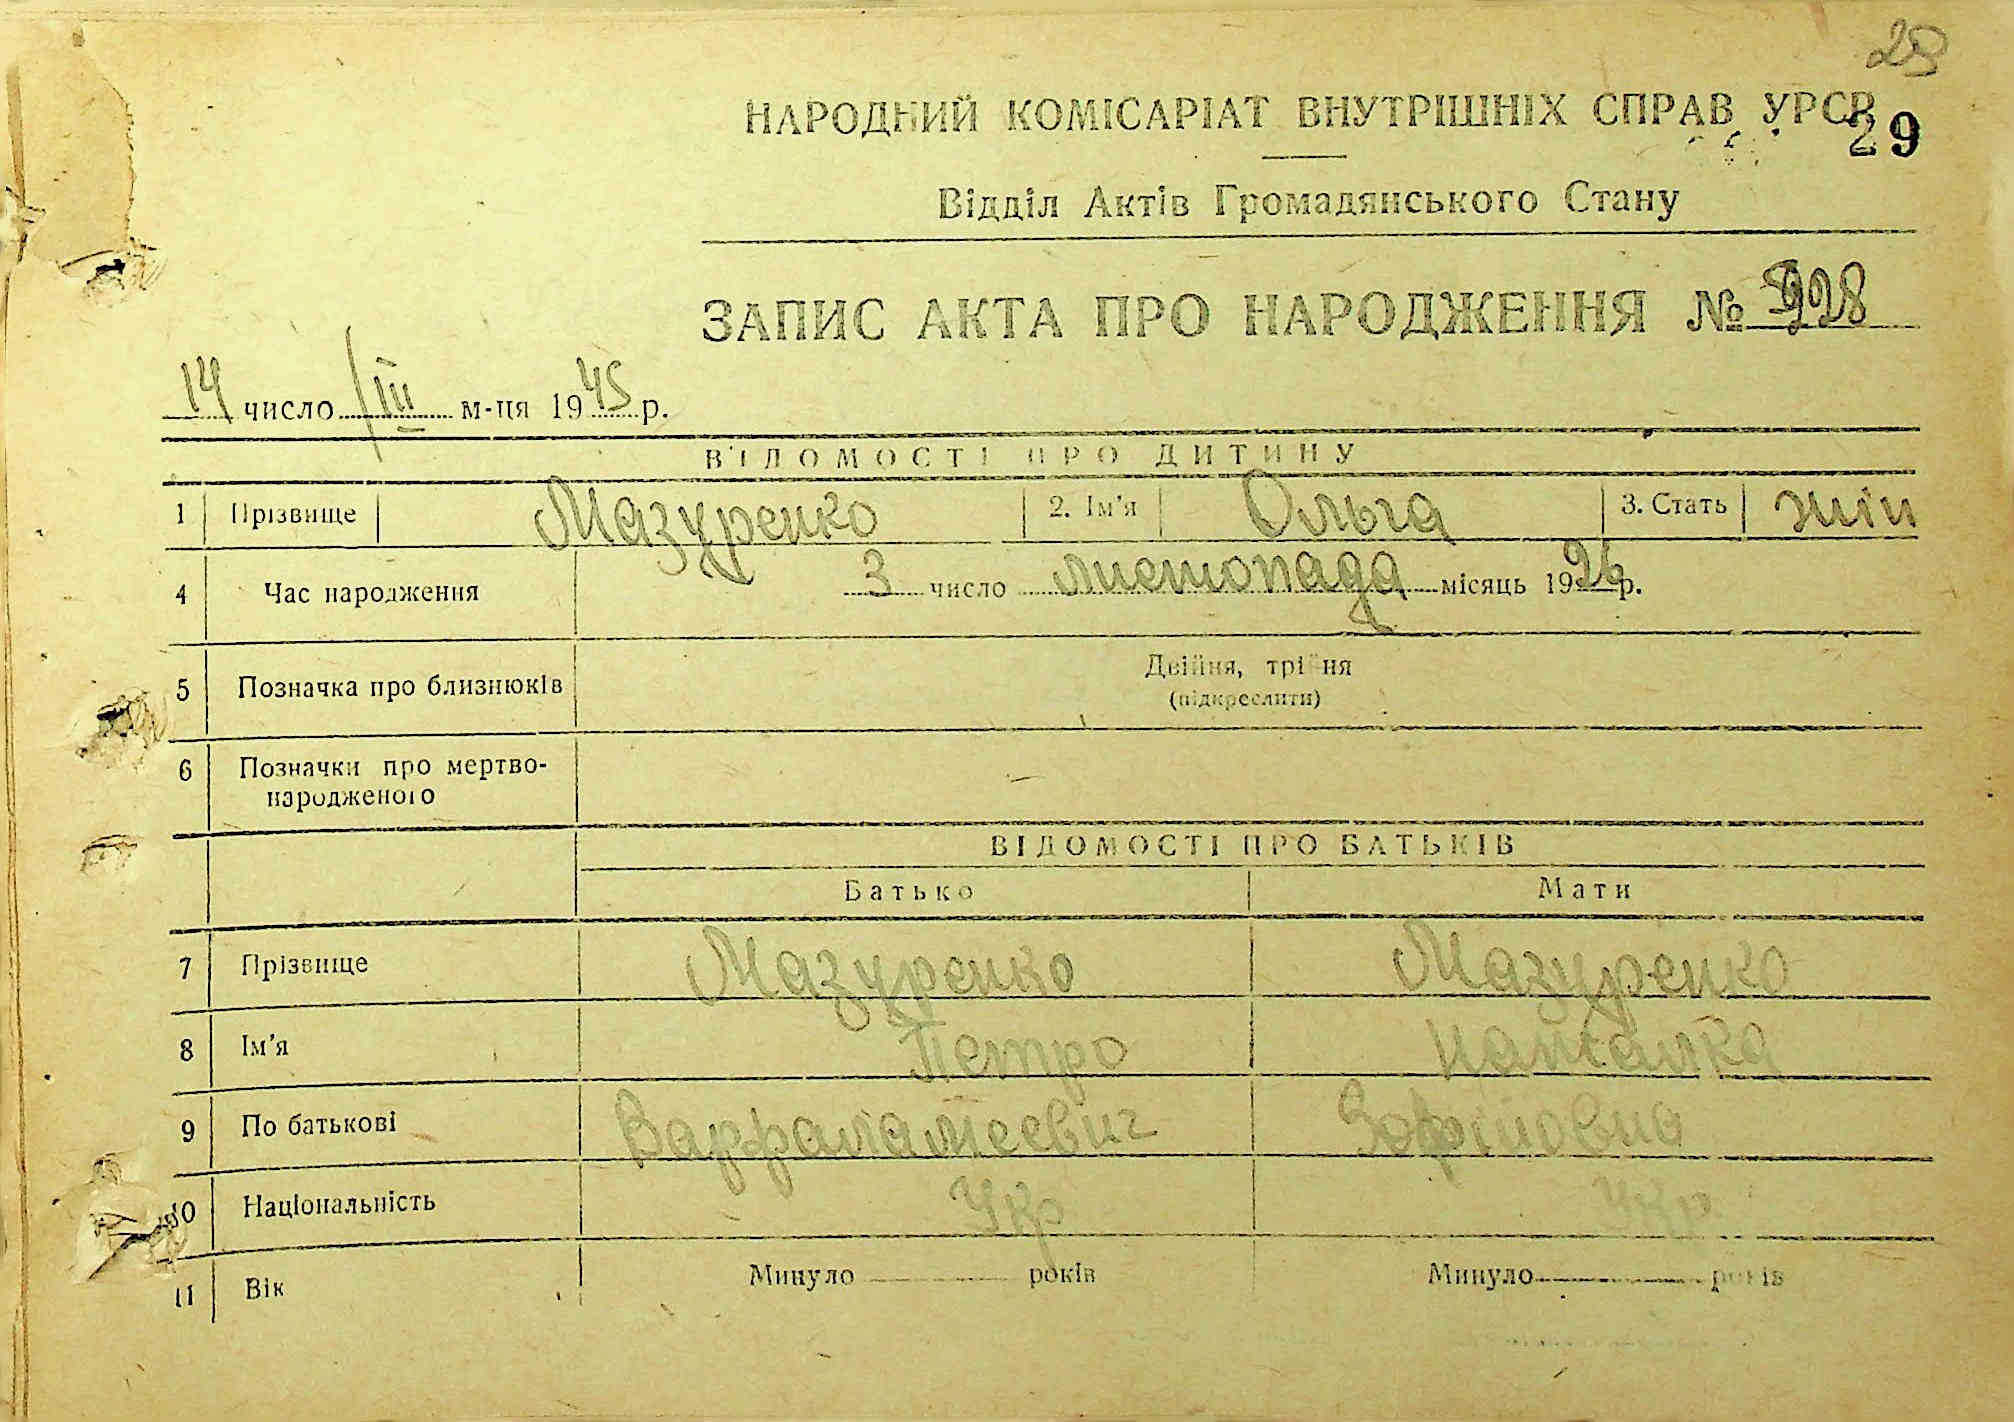 29
НАРОДНИЙ КОМІСАРІАТ ВНУТРІШНІХ СПРАВ УРСР
29
Відділ Актів Громадянського Стану
ЗАПИС АКТА ПРО НАРОДЖЕННЯ № 928
14 число III м-ця 1945 р.
ВІДОМОСТІ ПРО ДИТИНУ
1 Прізвище Мазуренко 2. Ім'я Ольга 3. Стать жін
4 Час народження 3 число листопада місяць 1926 р.
5 Позначка про близнюків Двійня, трійня
(підкреслити)
6 Позначки про мертво-
народженого
ВІДОМОСТІ ПРО БАТЬКІВ
Батько Мати
7 Прізвище Мазуренко Мазуренко
8 Ім'я Петро Наталка
9 По батькові Варфаламеевич
10 Національність Укр Укр
11 Вік Минуло років Минуло років